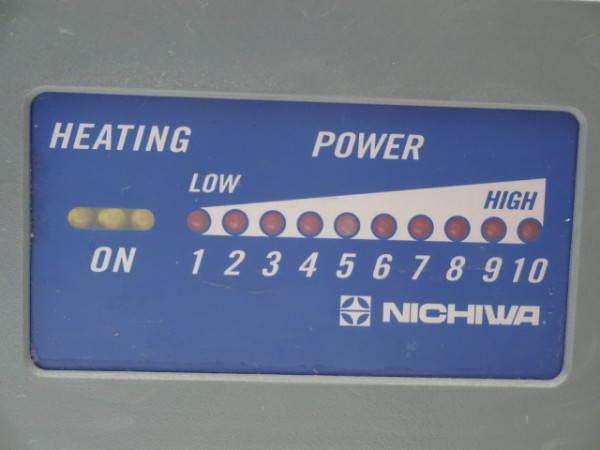 HEATING
POWER
LOW
HIGH
ON
1 2 3 4 5 6 7 8 9 10
NICHIWA